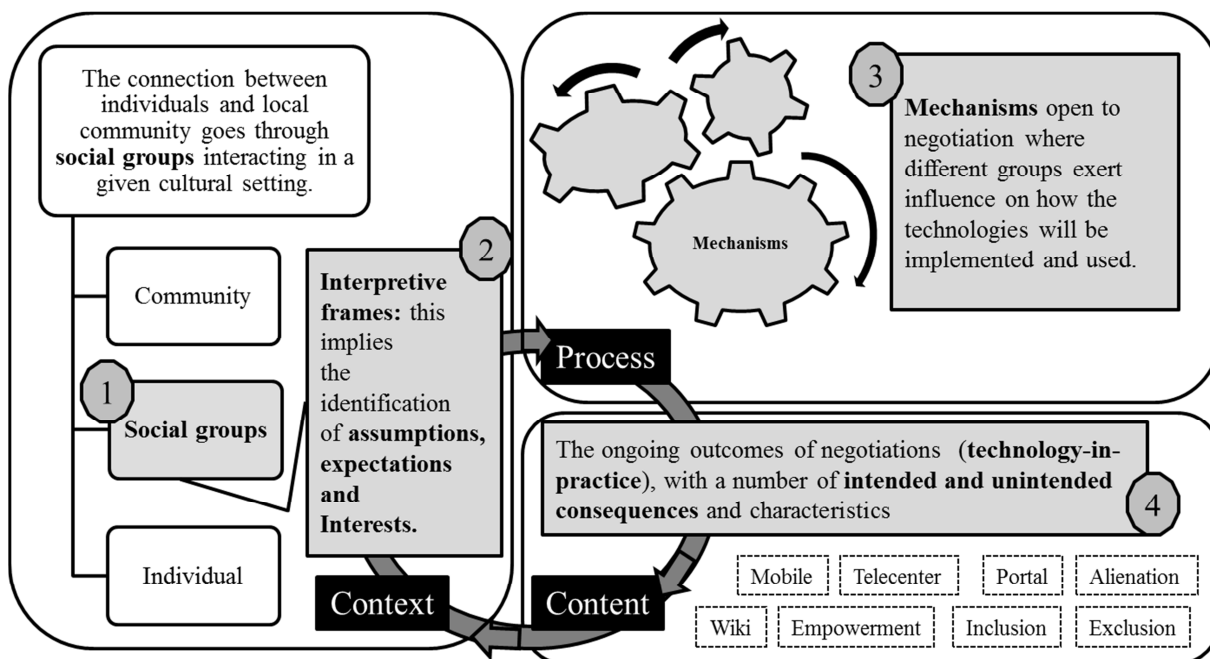 The connection between
individuals and local
community goes through
social groups interacting in a
given cultural setting.
Community
1
Social groups
Individual
2
Interpretive
frames: this
implies
the
identification
of assumptions,
expectations
and
Interests.
Context
Mechanisms
3
Mechanisms open to
negotiation where
different groups exert
influence on how the
technologies will be
implemented and used.
Process
The ongoing outcomes of negotiations (technology-in-
practice), with a number of intended and unintended
consequences and characteristics
4
Content
Mobile
Telecenter
Portal
Alienation
Wiki
Empowerment
Inclusion
Exclusion